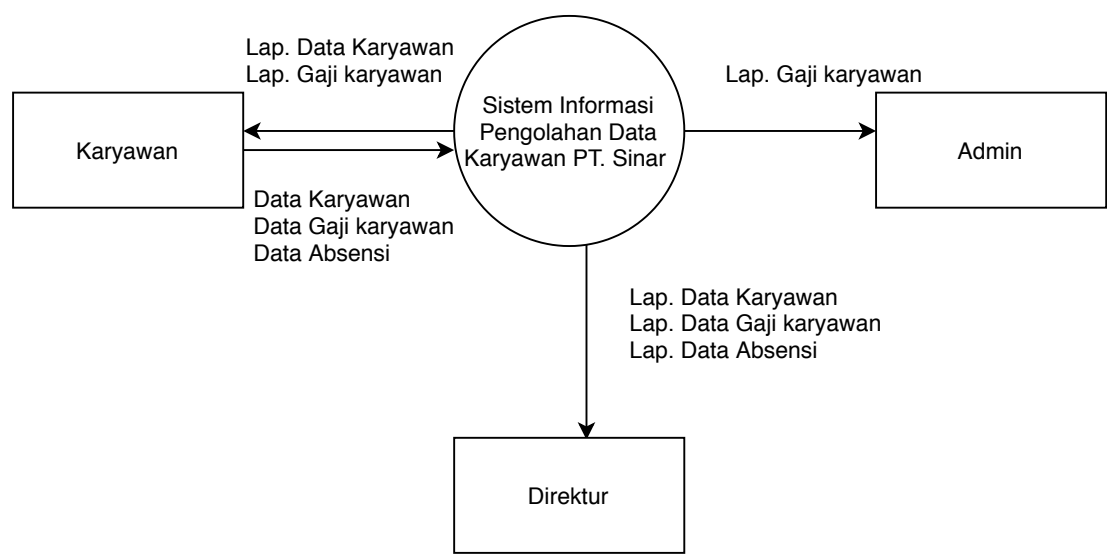 Lap. Data Karyawan
Lap. Gaji karyawan
Karyawan
Data Karyawan
Data Gaji karyawan
Data Absensi
Sistem Informasi
Pengolahan Data
Karyawan PT. Sinar
Lap. Gaji karyawan
Admin
Lap. Data Karyawan
Lap. Data Gaji karyawan
Lap. Data Absensi
Direktur